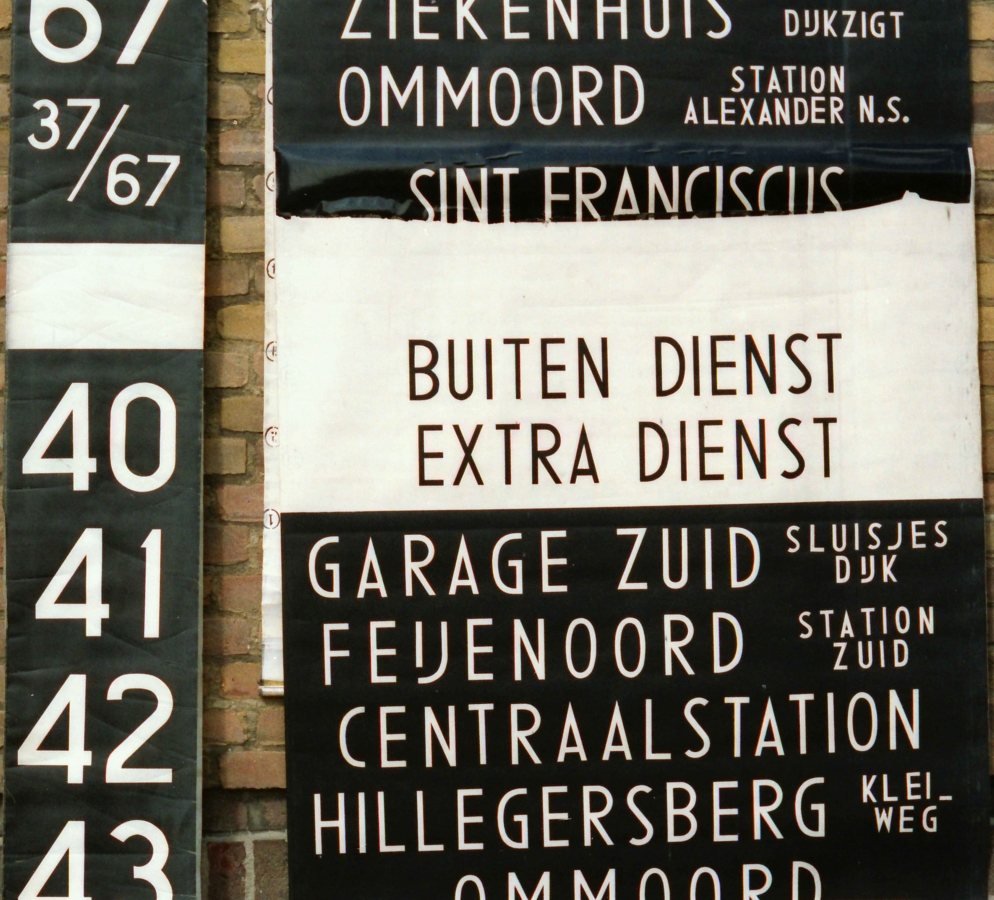 67
37/67
40
41
42
43
ZIEKENHUIS DIJKZIGT
OMMOORD STATION
ALEXANDER N.S.
SINT FRANCISCUS
BUITEN DIENST
EXTRA DIENST
GARAGE ZUID SLUISJES
DIJK
FEIJENOORD STATION
ZUID
CENTRAALSTATION
HILLEGERSBERG KLEI-
WEG
OMMOORD